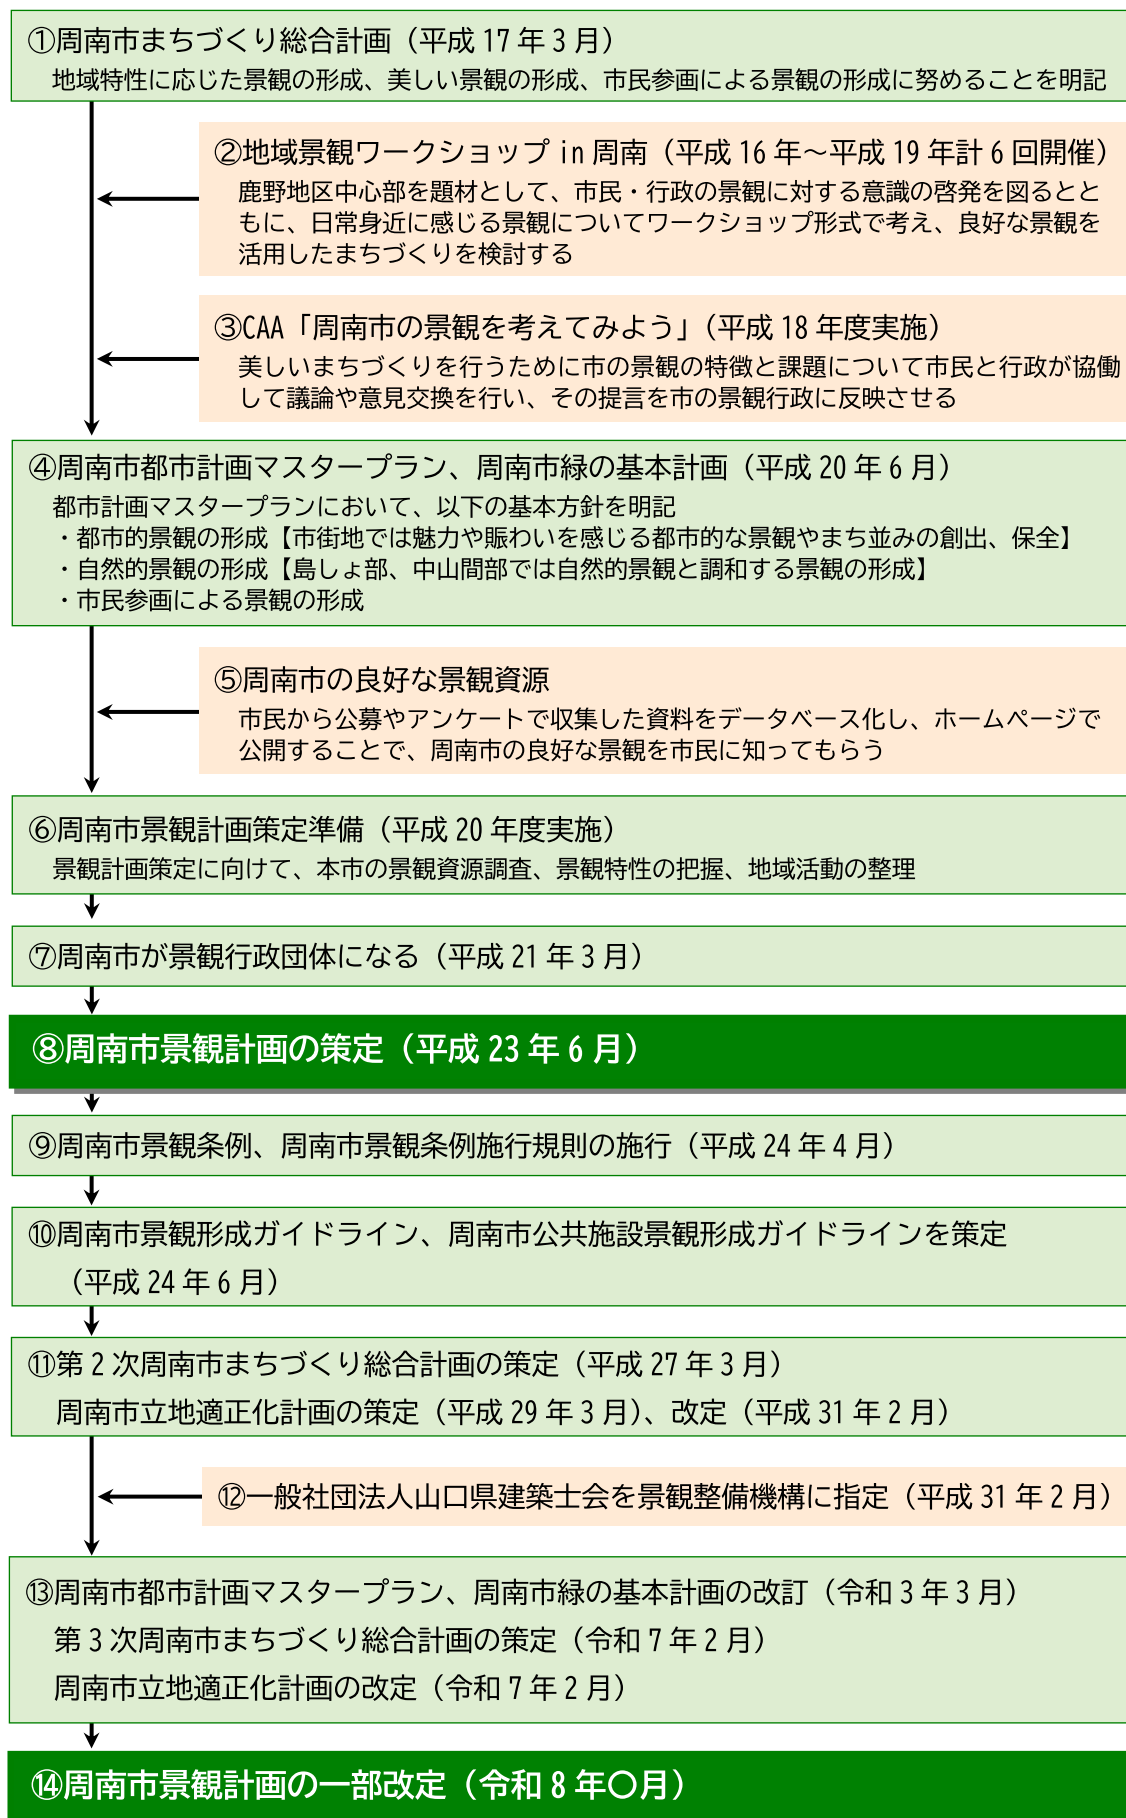 ①周南市まちづくり総合計画（平成 17 年 3 月）
地域特性に応じた景観の形成、美しい景観の形成、市民参画による景観の形成に努めることを明記
②地域景観ワークショップ in 周南（平成 16 年～平成 19 年計 6 回開催）
鹿野地区中心部を題材として、市民・行政の景観に対する意識の啓発を図るとと
もに、日常身近に感じる景観についてワークショップ形式で考え、良好な景観を
活用したまちづくりを検討する
③CAA「周南市の景観を考えてみよう」（平成 18 年度実施）
美しいまちづくりを行うために市の景観の特徴と課題について市民と行政が協働
して議論や意見交換を行い、その提言を市の景観行政に反映させる
④周南市都市計画マスタープラン、周南市緑の基本計画（平成 20 年 6 月）
都市計画マスタープランにおいて、以下の基本方針を明記
・都市的景観の形成【市街地では魅力や賑わいを感じる都市的な景観やまち並みの創出、保全】
・自然的景観の形成【島しょ部、中山間部では自然的景観と調和する景観の形成】
・市民参画による景観の形成
⑤周南市の良好な景観資源
市民から公募やアンケートで収集した資料をデータベース化し、ホームページで
公開することで、周南市の良好な景観を市民に知ってもらう
⑥周南市景観計画策定準備（平成 20 年度実施）
景観計画策定に向けて、本市の景観資源調査、景観特性の把握、地域活動の整理
⑦周南市が景観行政団体になる（平成 21 年 3 月）
⑧周南市景観計画の策定（平成 23 年 6 月）
⑨周南市景観条例、周南市景観条例施行規則の施行（平成 24 年 4 月）
⑩周南市景観形成ガイドライン、周南市公共施設景観形成ガイドラインを策定
（平成 24 年 6 月）
⑪第 2 次周南市まちづくり総合計画の策定（平成 27 年 3 月）
周南市立地適正化計画の策定（平成 29 年 3 月）、改定（平成 31 年 2 月）
⑫一般社団法人山口県建築士会を景観整備機構に指定（平成 31 年 2 月）
⑬周南市都市計画マスタープラン、周南市緑の基本計画の改訂（令和 3 年 3 月）
第 3 次周南市まちづくり総合計画の策定（令和 7 年 2 月）
周南市立地適正化計画の改定（令和 7 年 2 月）
⑭周南市景観計画の一部改定（令和 8 年〇月）